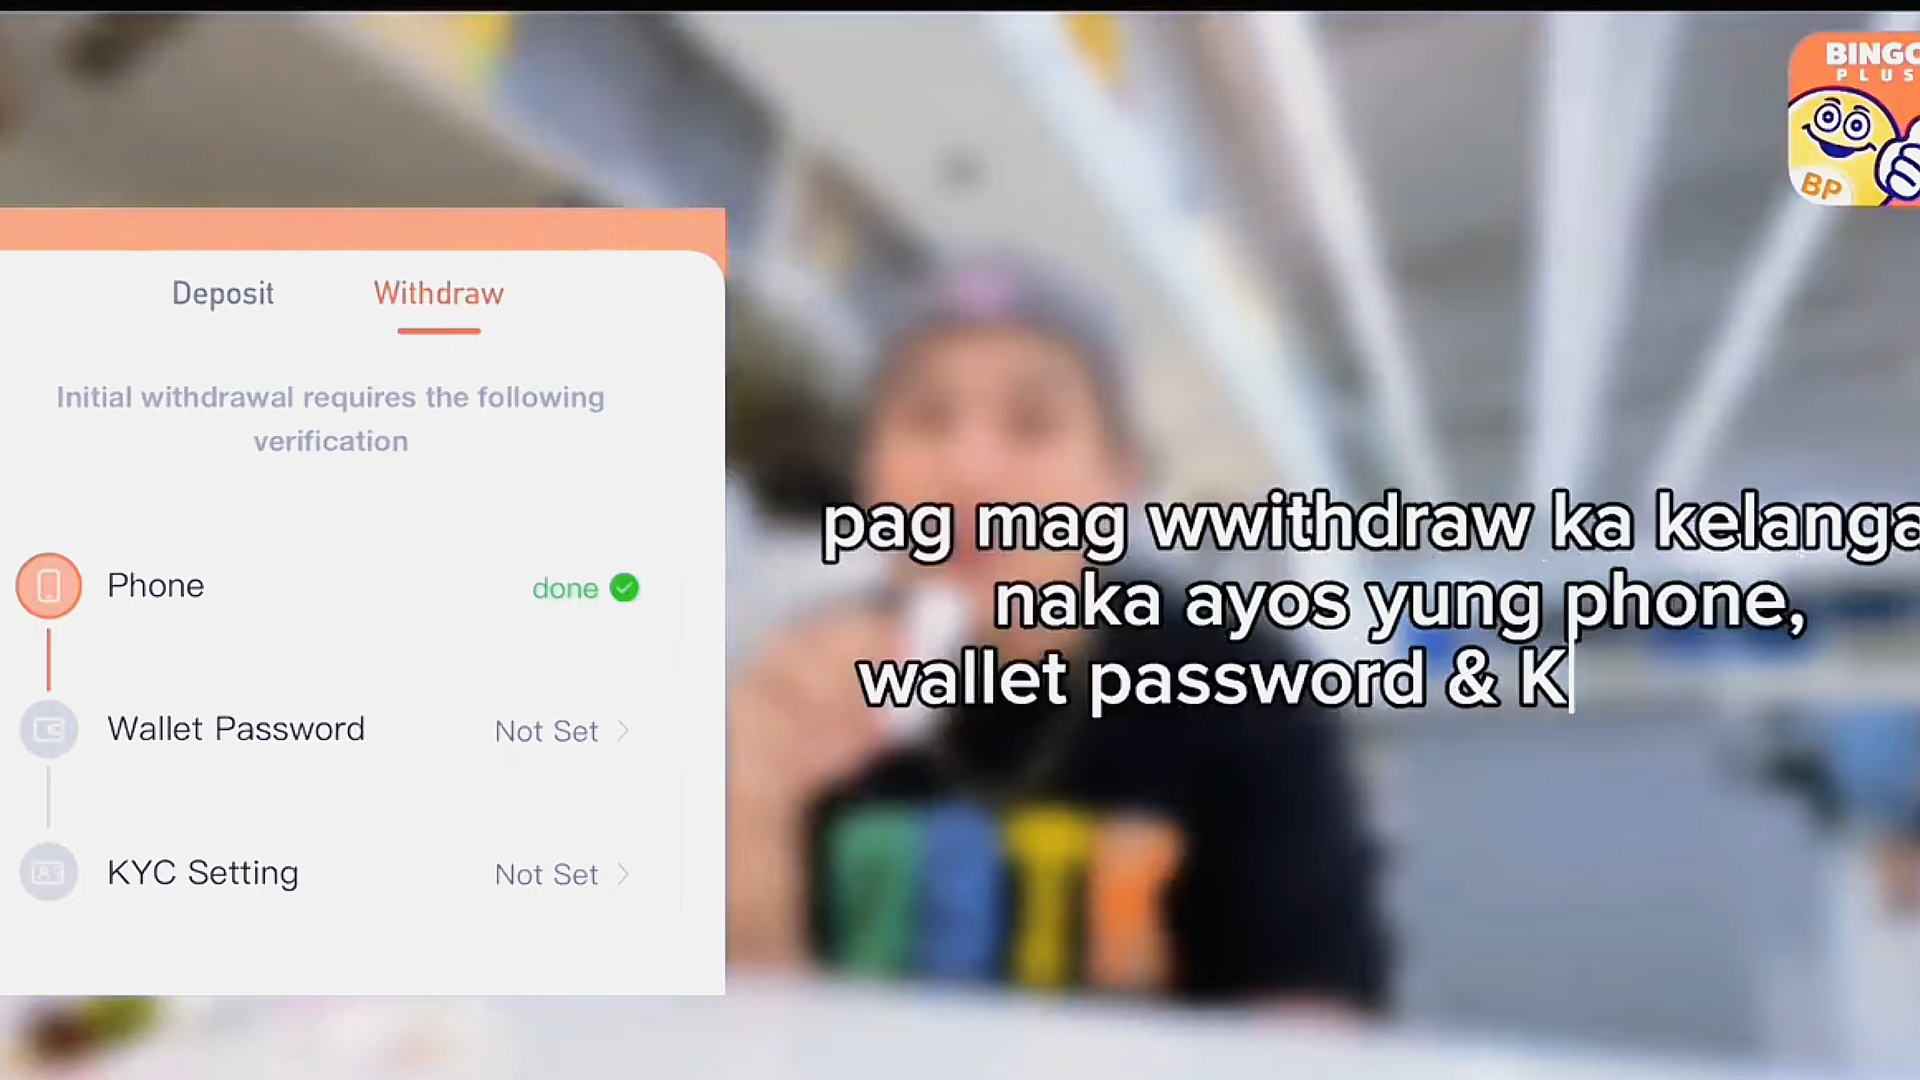 BINGO
PLUS
BP
Deposit Withdraw
Initial withdrawal requires the following
verification
Phone done
Wallet Password Not Set
KYC Setting Not Set
pag mag wwithdraw ka kelanga
naka ayos yung phone,
wallet password & K